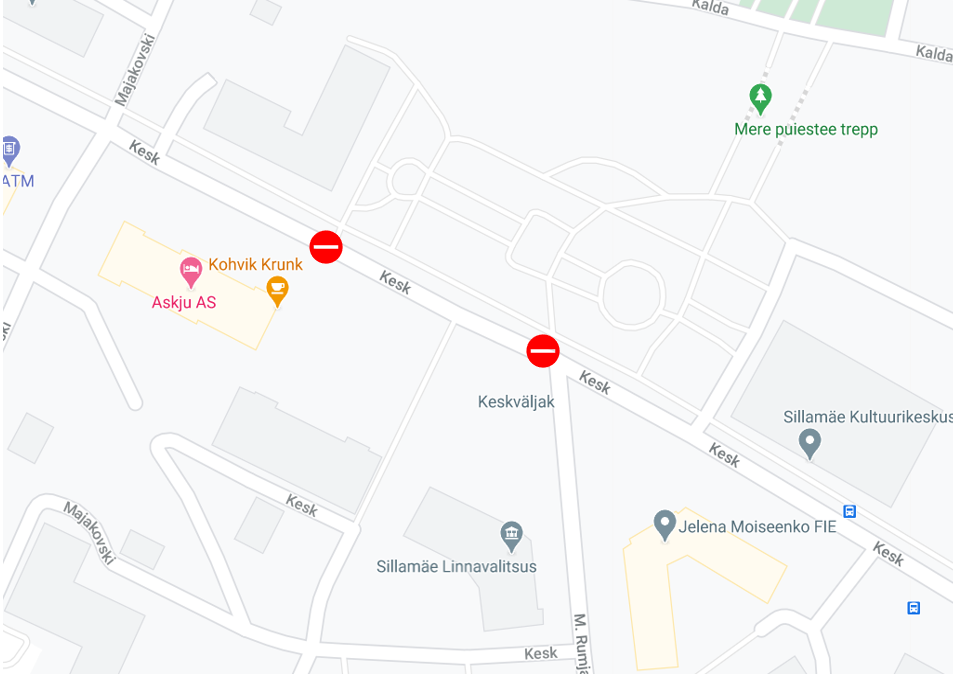 Kalda
Kalda
Majakovski
Mere puiestee trepp
Kesk
ATM
Kohvik Krunk
Askju AS
Kesk
Kesk
Keskväljak
Sillamäe Kultuurikeskus
Kesk
Kesk
Majakovski
Jelena Moiseenko FIE
Kesk
Sillamäe Linnavalitsus
M. Rumja
Kesk